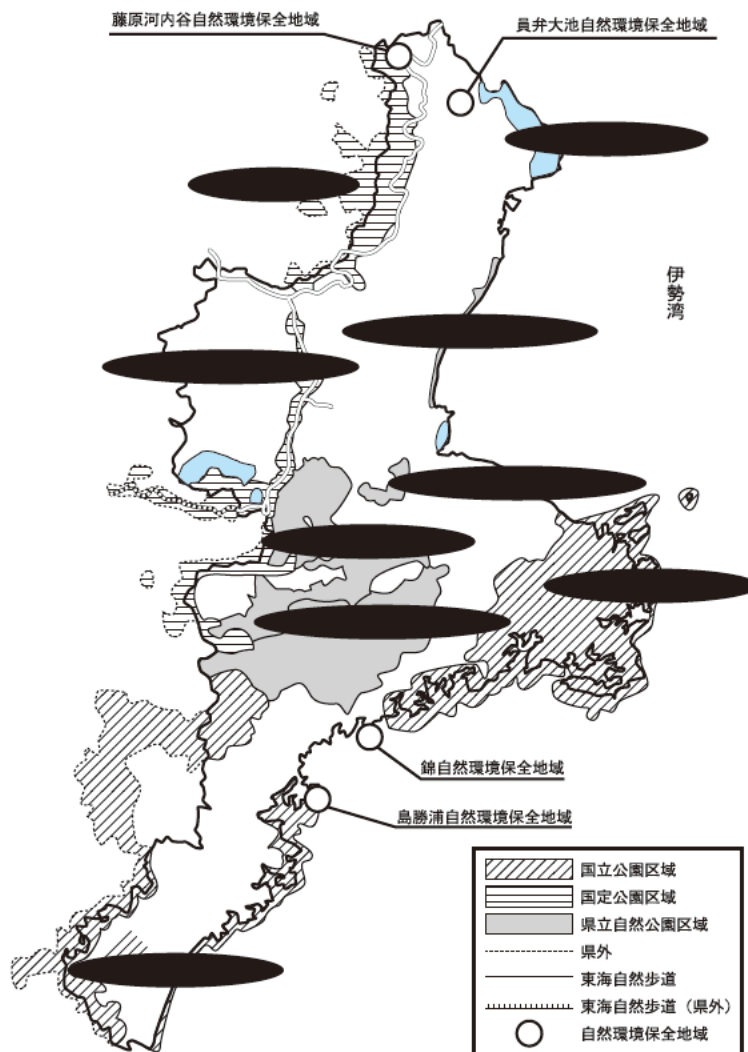 藤原河内谷自然環境保全地域
員弁大池自然環境保全地域
伊勢湾
錦自然環境保全地域
島勝浦自然環境保全地域
国立公園区域
国定公園区域
県立自然公園区域
県外
東海自然歩道
東海自然歩道（県外）
自然環境保全地域